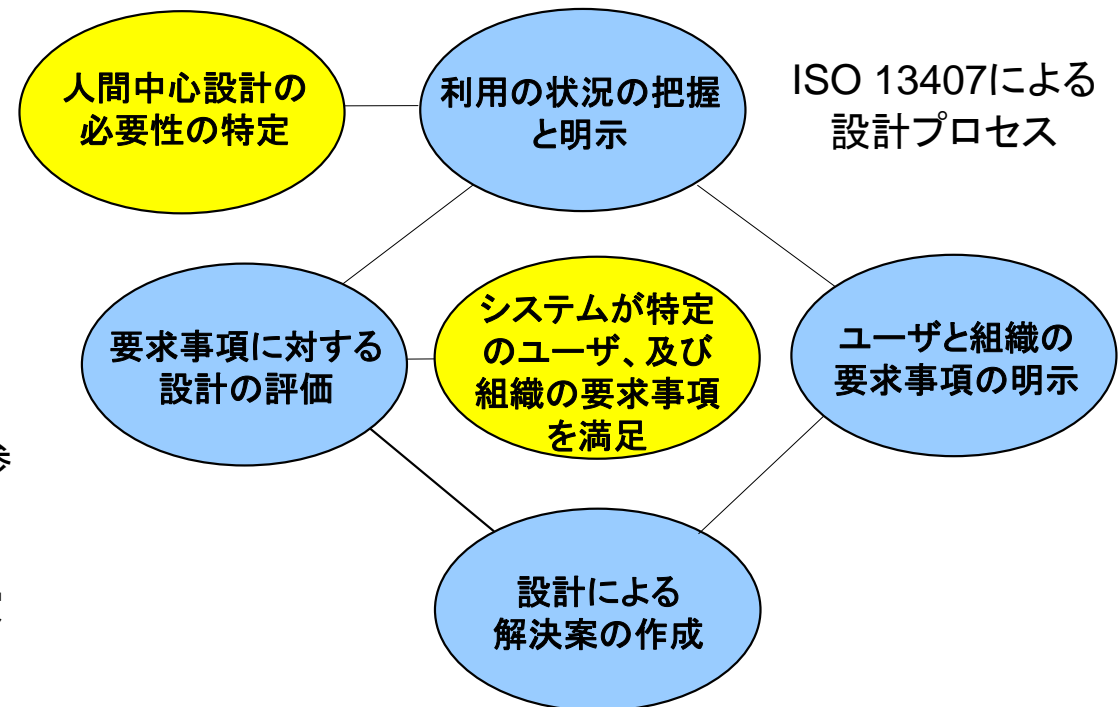 人間中心設計の
必要性の特定
利用の状況の把握
と明示
ISO 13407による
設計プロセス
要求事項に対する
設計の評価
システムが特定
のユーザ、及び
組織の要求事項
を満足
ユーザと組織の
要求事項の明示
参
設計による
解決案の作成